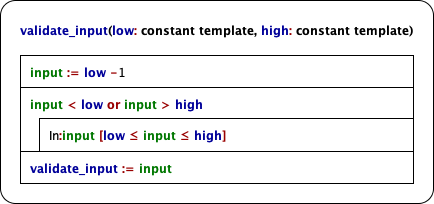 validate_input(low: constant template, high: constant template)
input := low -1
input < low or input > high
In:input [low ≤ input ≤ high]
validate_input := input